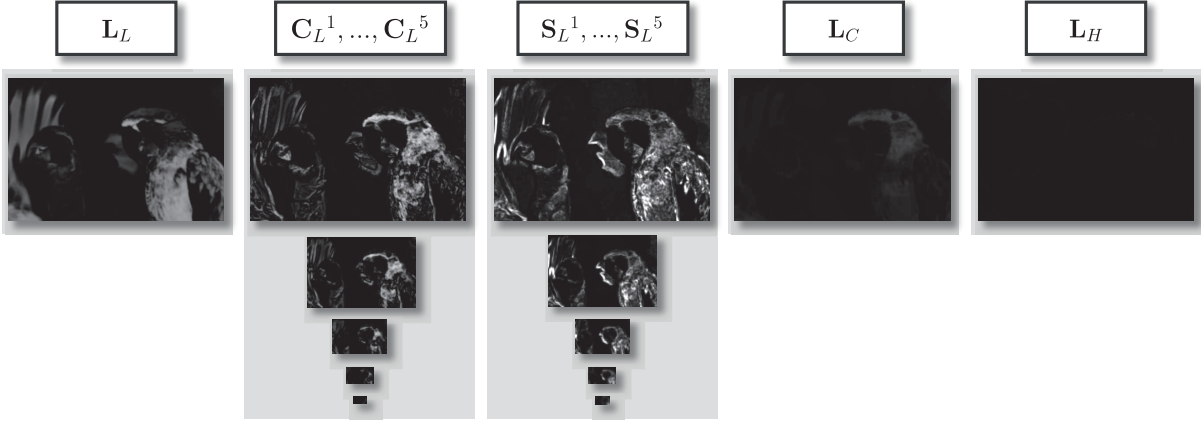 L_L
C_L^1, ..., C_L^5
S_L^1, ..., S_L^5
L_C
L_H